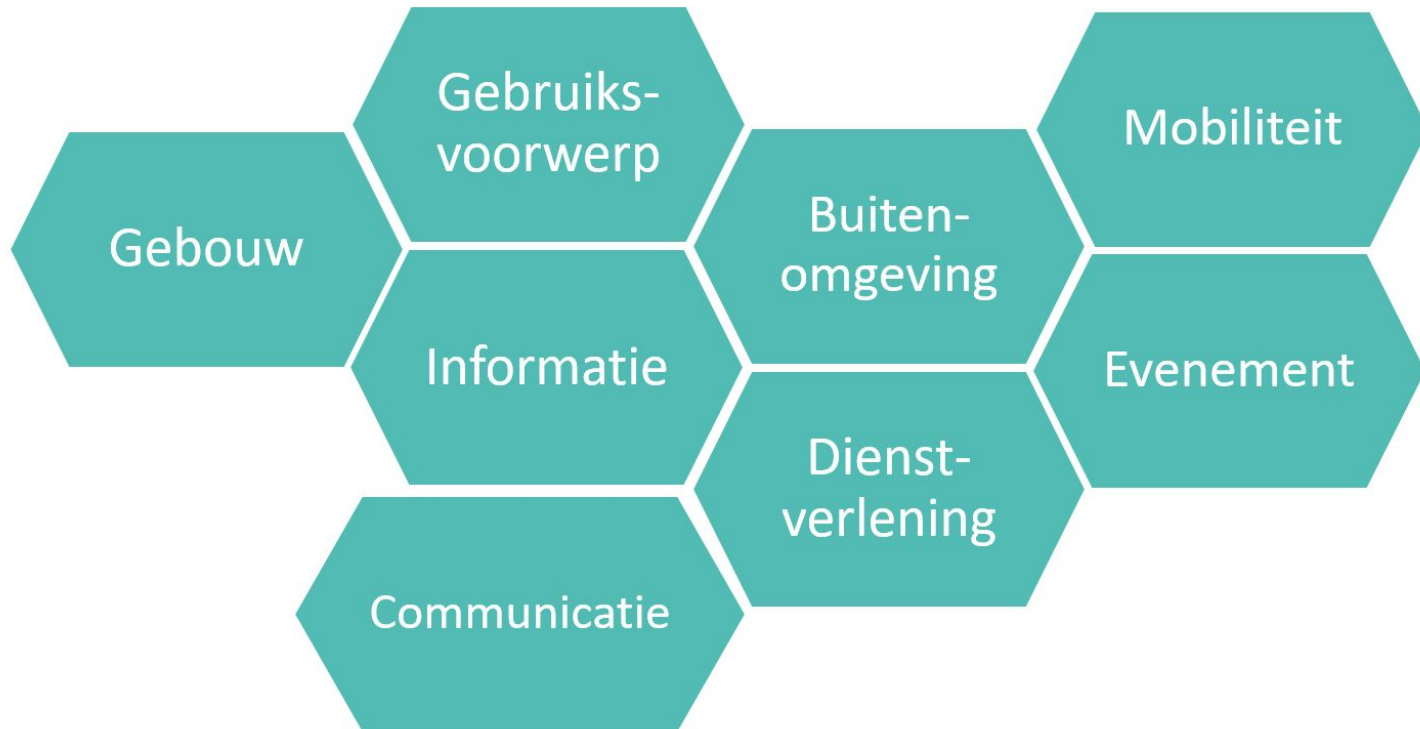 Gebruiks-
voorwerp
Mobiliteit
Gebouw
Buiten-
omgeving
Informatie
Evenement
Dienst-
verlening
Communicatie